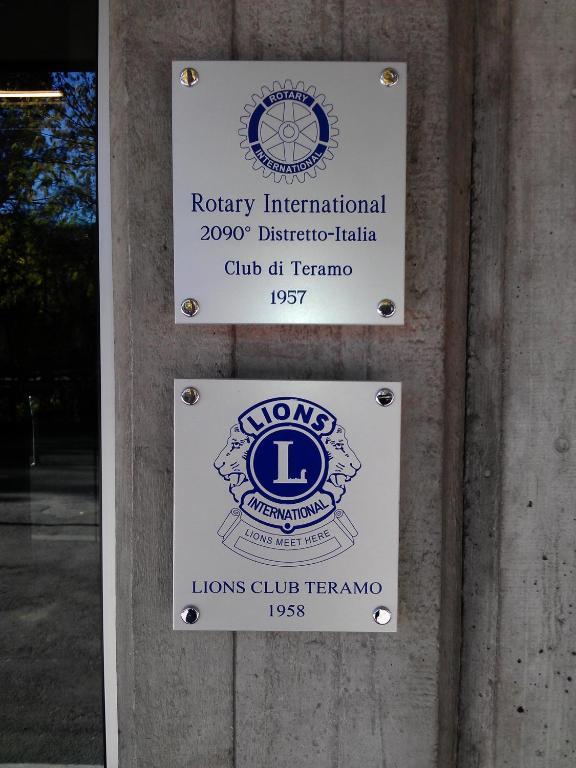 ROTARY
INTERNATIONAL
Rotary International
2090° Distretto-Italia
Club di Teramo
1957
LIONS
L
INTERNATIONAL
LIONS MEET HERE
LIONS CLUB TERAMO
1958